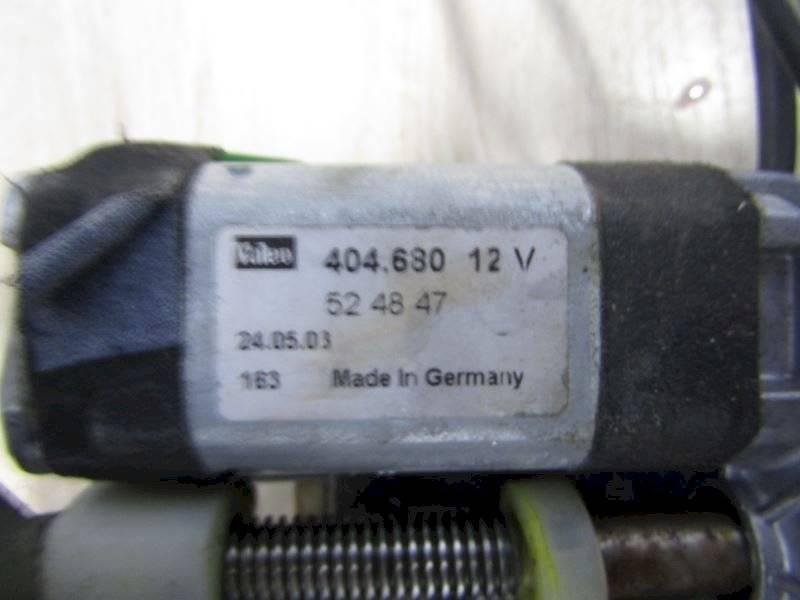 Valeo 404.680 12 V
52 48 47
24.05.03
163 Made In Germany